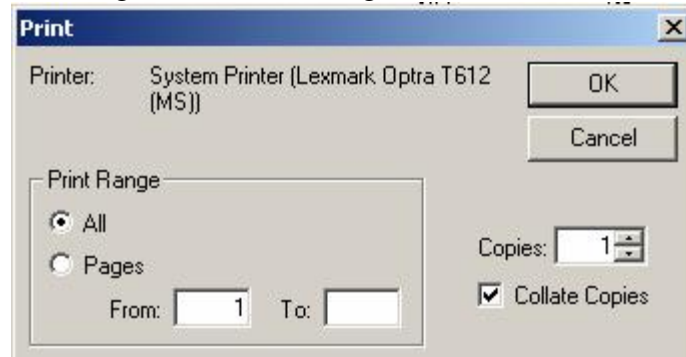 Print
Printer: System Printer (Lexmark Optra T612
(MS))
OK
Cancel
Print Range
All
Pages
From: 1 To:
Copies: 1
Collate Copies